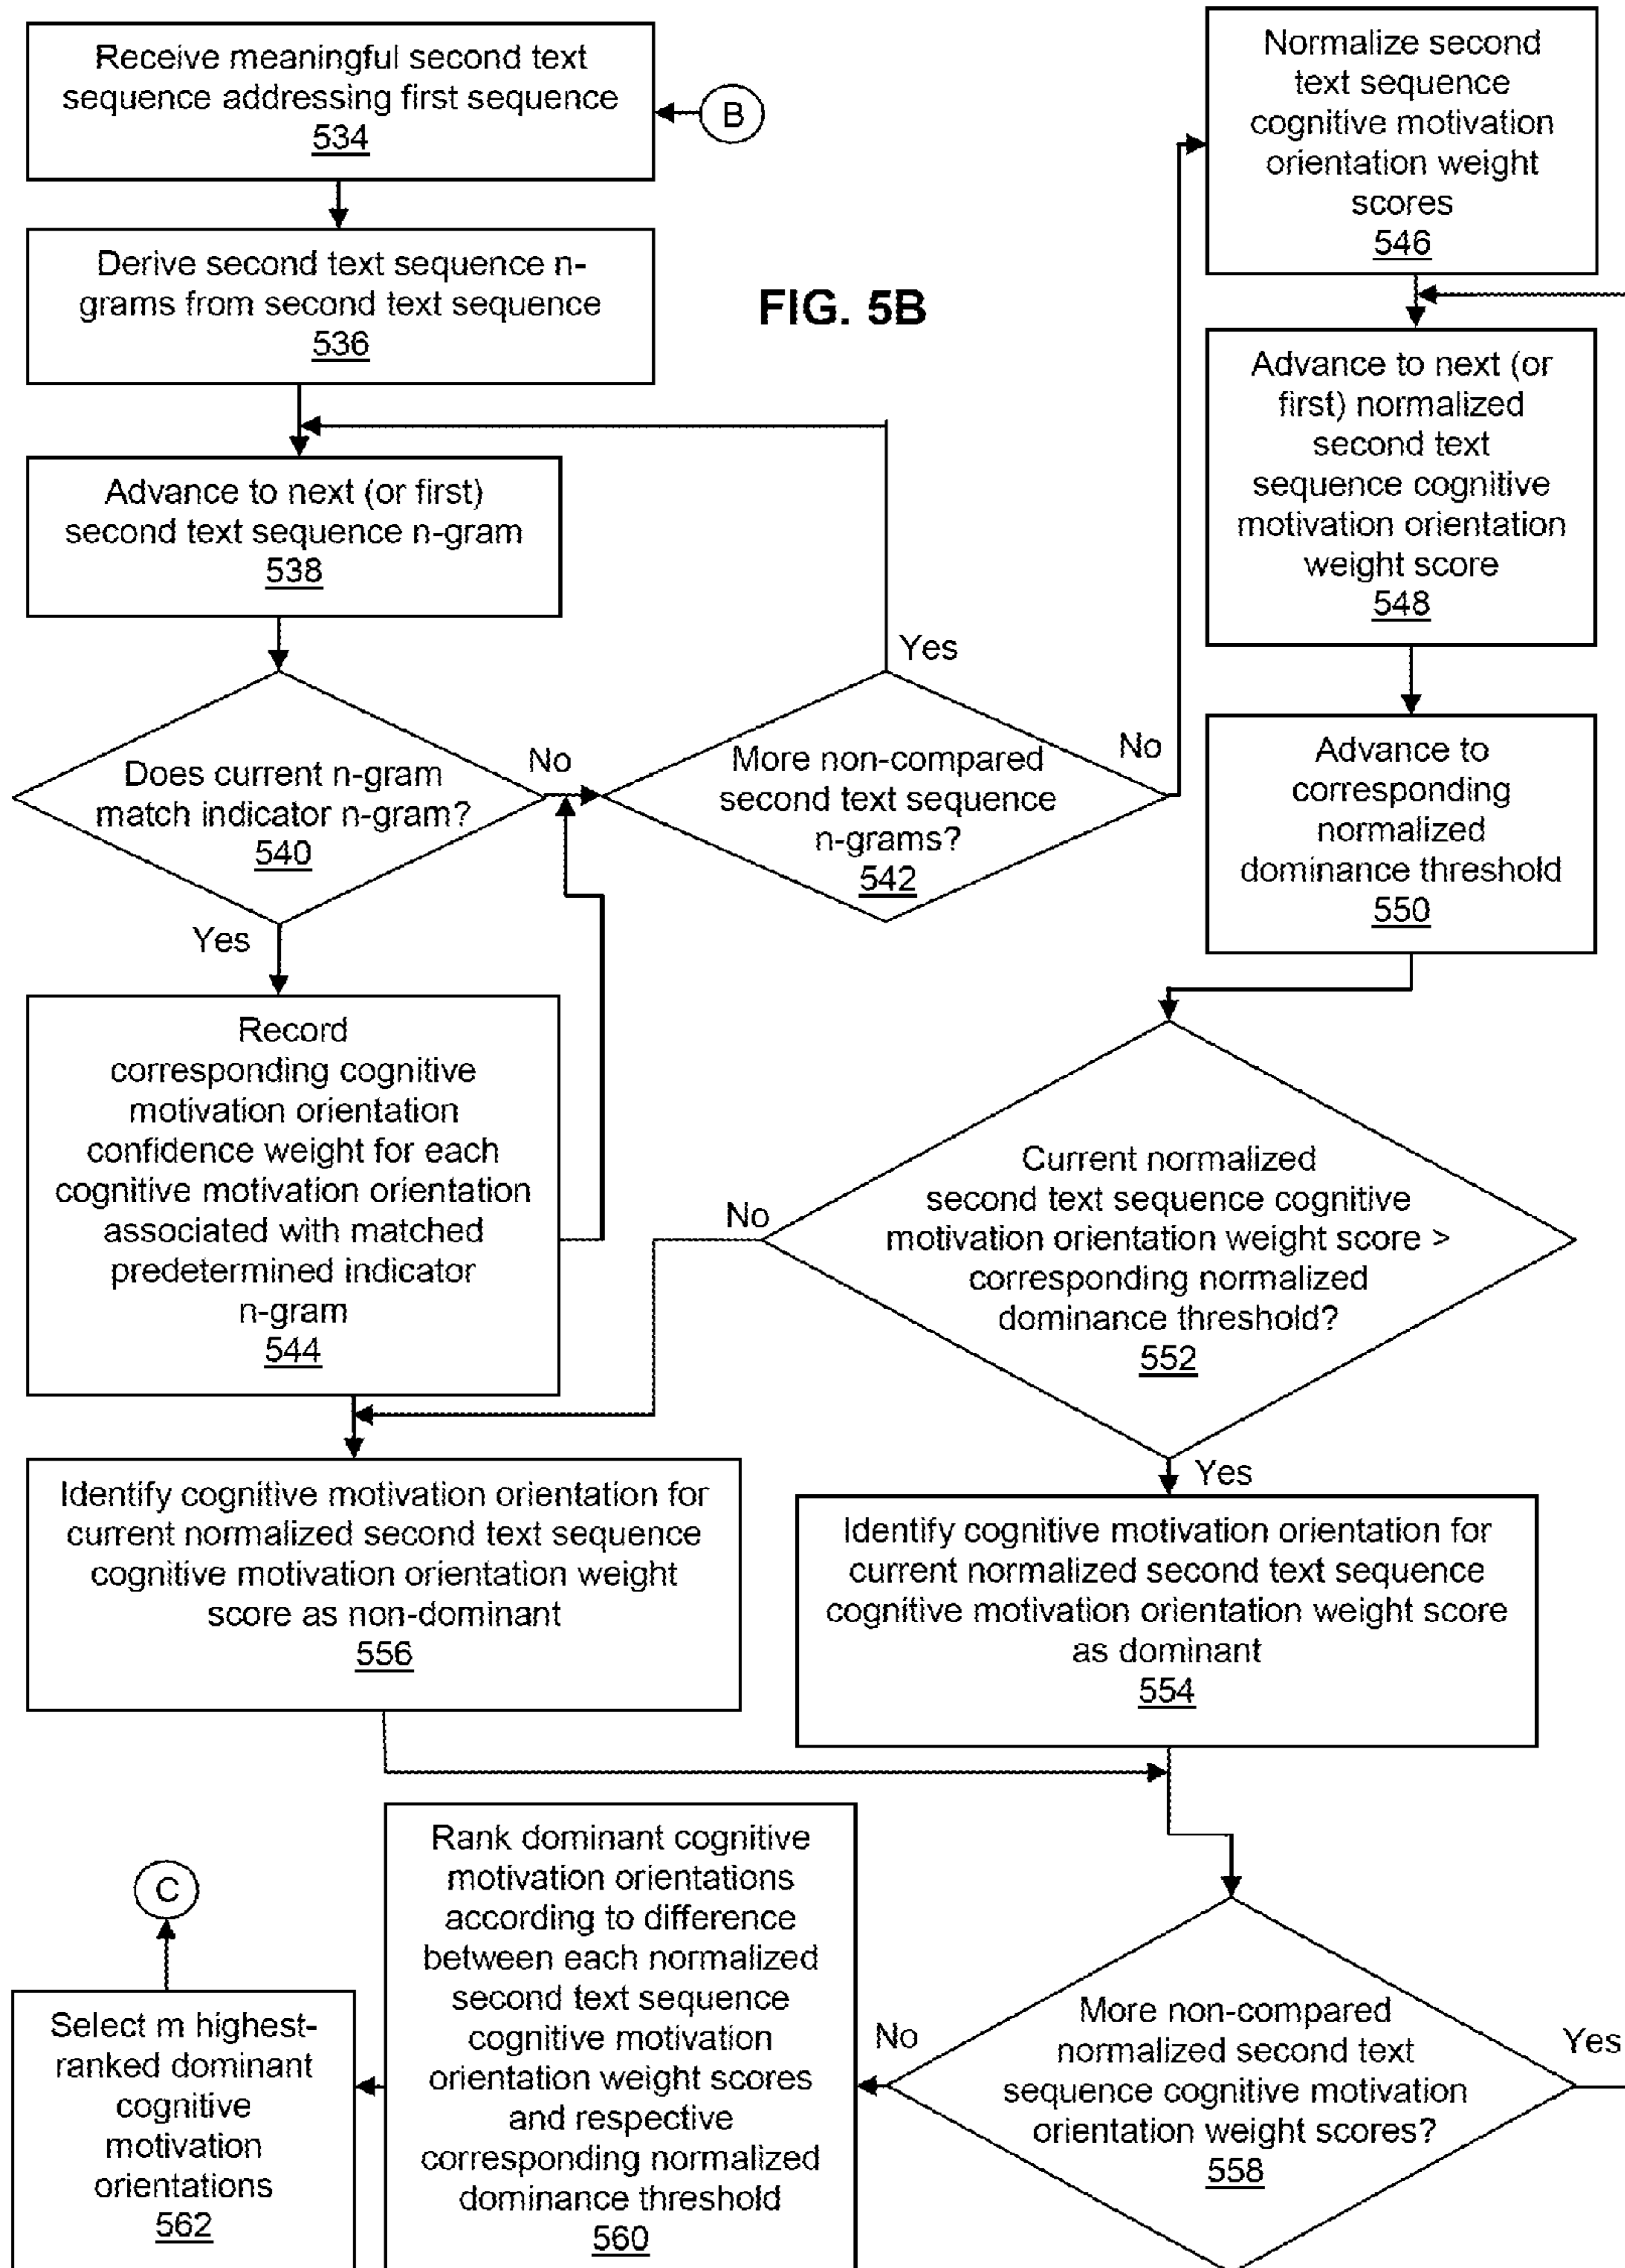 Receive meaningful second text
sequence addressing first sequence
534
B
Derive second text sequence n-
grams from second text sequence
536
FIG. 5B
Advance to next (or first)
second text sequence n-gram
538
Does current n-gram
match indicator n-gram?
540
No
Yes
More non-compared
second text sequence
n-grams?
542
Yes
No
Record
corresponding cognitive
motivation orientation
confidence weight for each
cognitive motivation orientation
associated with matched
predetermined indicator
n-gram
544
Normalize second
text sequence
cognitive motivation
orientation weight
scores
546
Advance to next (or
first) normalized
second text
sequence cognitive
motivation orientation
weight score
548
Advance to
corresponding
normalized
dominance threshold
550
Current normalized
second text sequence cognitive
motivation orientation weight score >
corresponding normalized
dominance threshold?
552
No
Yes
Identify cognitive motivation orientation for
current normalized second text sequence
cognitive motivation orientation weight
score as non-dominant
556
Identify cognitive motivation orientation for
current normalized second text sequence
cognitive motivation orientation weight score
as dominant
554
More non-compared
normalized second text
sequence cognitive motivation
orientation weight scores?
558
Yes
No
Rank dominant cognitive
motivation orientations
according to difference
between each normalized
second text sequence
cognitive motivation
orientation weight scores
and respective
corresponding normalized
dominance threshold
560
Select m highest-
ranked dominant
cognitive
motivation
orientations
562
C